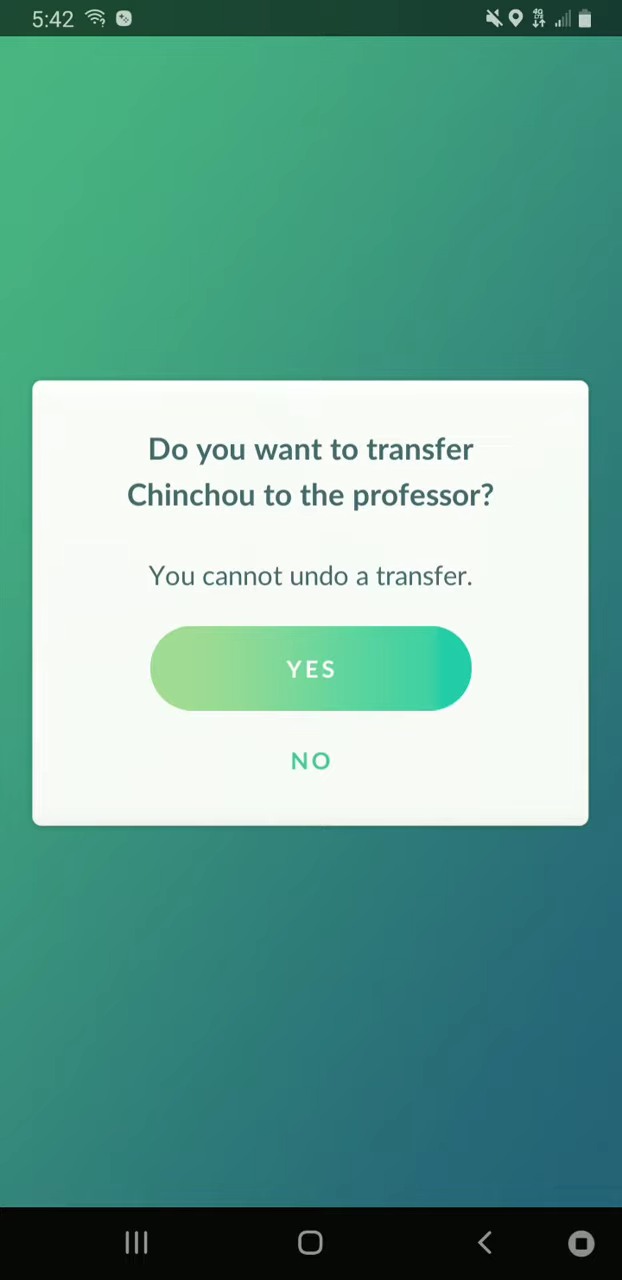 5:42
Do you want to transfer
Chinchou to the professor?
You cannot undo a transfer.
YES
NO